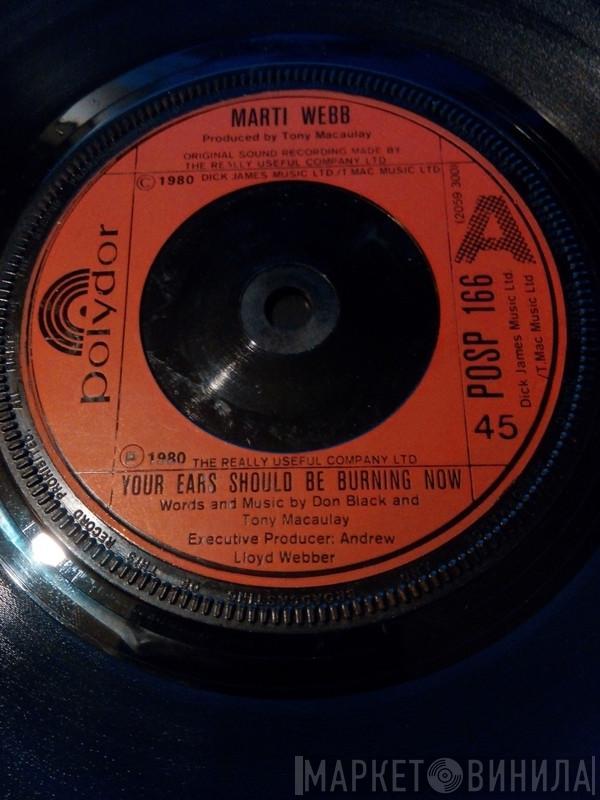 MARTI WEBB
Produced by Tony Macaulay
ORIGINAL SOUND RECORDING MADE BY
THE REALLY USEFUL COMPANY LTD
© 1980 DICK JAMES MUSIC LTD./T.MAC MUSIC LTD
polydor
(2059 300)
A
POSP 166
Dick James Music Ltd.
/T.Mac Music Ltd
45
℗ 1980 THE REALLY USEFUL COMPANY LTD
YOUR EARS SHOULD BE BURNING NOW
Words and Music by Don Black and
Tony Macaulay
Executive Producer: Andrew
Lloyd Webber
THIS RECORD PROHIBITED
МАРКЕТ ВИНИЛА